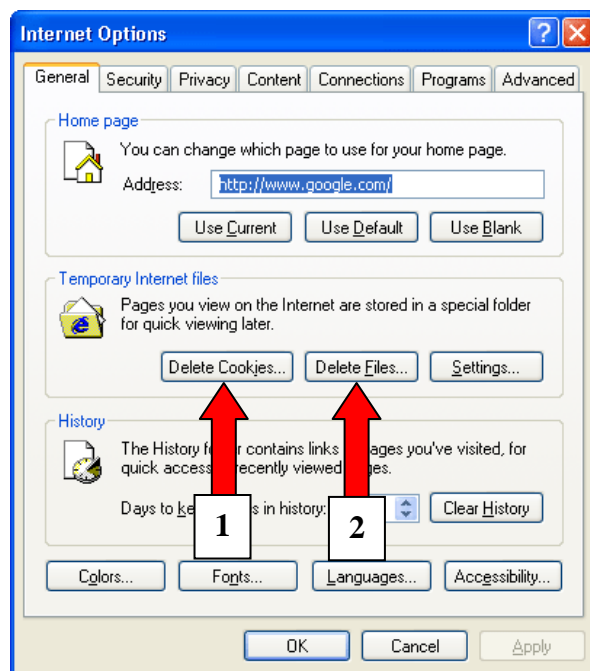 Internet Options
General Security Privacy Content Connections Programs Advanced
Home page
You can change which page to use for your home page.
Address: http://www.google.com/
Use Current Use Default Use Blank
Temporary Internet files
Pages you view on the Internet are stored in a special folder
for quick viewing later.
Delete Cookies... Delete Files... Settings...
History
The History contains links ages you've visited, for
quick access recently viewed
Days to in history: Clear History
1 2
Colors... Fonts... Languages... Accessibility...
OK Cancel Apply